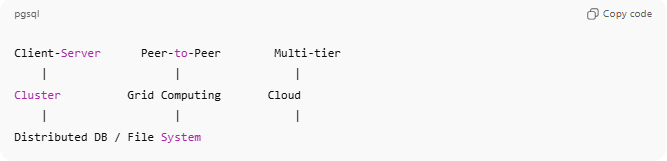 pgsql Copy code
Client-Server Peer-to-Peer Multi-tier
| | |
Cluster Grid Computing Cloud
| | |
Distributed DB / File System